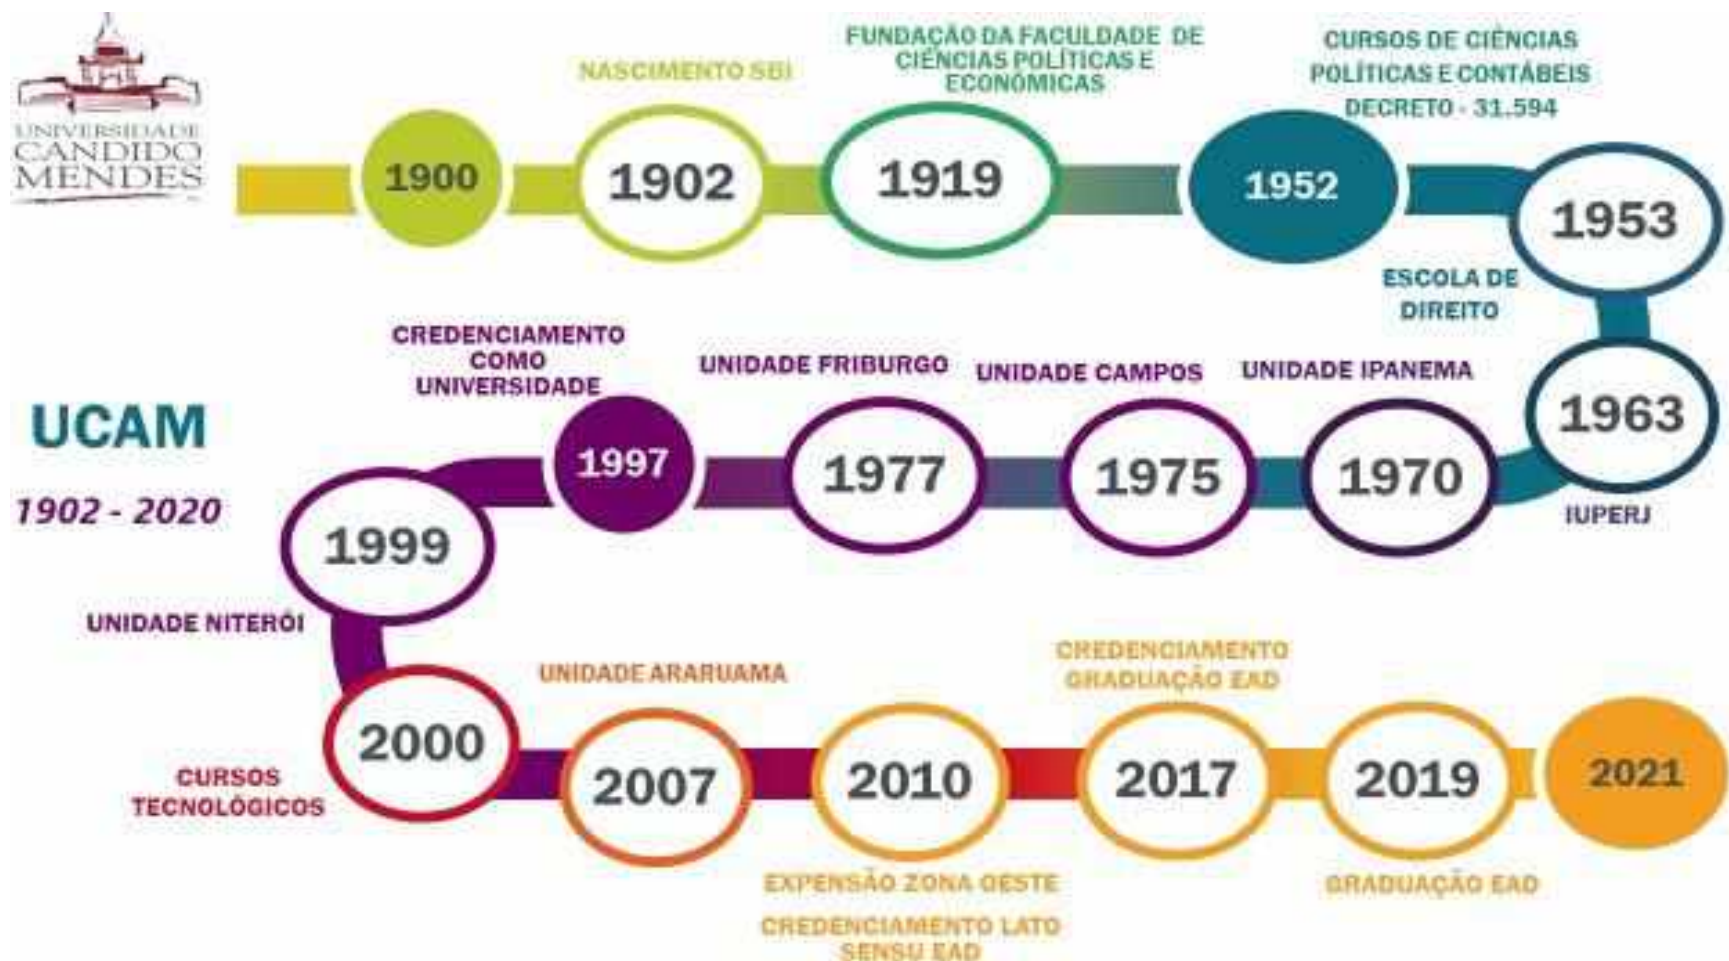 UNIVERSIDADE
CANDIDO
MENDES
1900
NASCIMENTO SBI
1902
FUNDAÇÃO DA FACULDADE DE
CIÊNCIAS POLÍTICAS E
ECONÔMICAS
1919
CURSOS DE CIÊNCIAS
POLÍTICAS E CONTÁBEIS
DECRETO - 31.594
1952
1953
ESCOLA DE
DIREITO
1963
IUPERJ
UNIDADE IPANEMA
1970
UNIDADE CAMPOS
1975
UNIDADE FRIBURGO
1977
CREDENCIAMENTO
COMO
UNIVERSIDADE
1997
UCAM
1902 - 2020
1999
UNIDADE NITERÓI
2000
CURSOS
TECNOLÓGICOS
UNIDADE ARARUAMA
2007
2010
EXPENSÃO ZONA OESTE
CREDENCIAMENTO LATO
SENSU EAD
CREDENCIAMENTO
GRADUAÇÃO EAD
2017
2019
GRADUAÇÃO EAD
2021